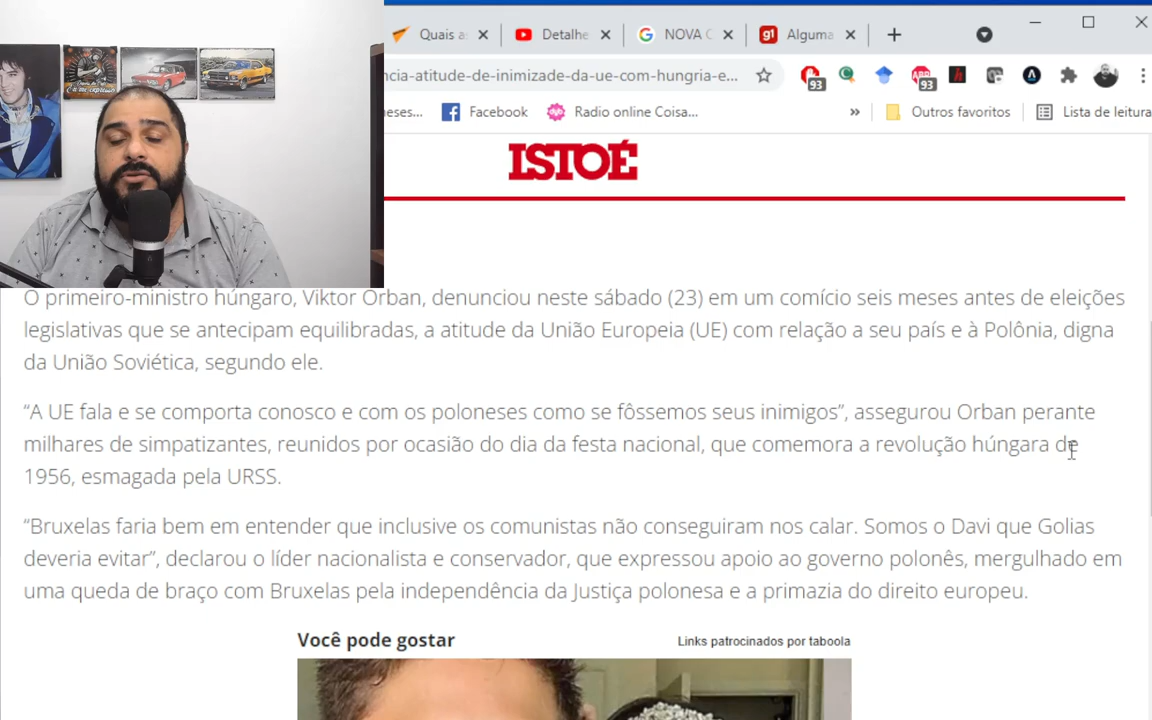 Quais a
Detalhe
NOVA C
g1 Alguma
ncia-atitude-de-inimizade-da-ue-com-hungria-e...
93
93
eses...
Facebook
Radio online Coisa...
»
Outros favoritos
Lista de leitura
ISTOÉ
O primeiro-ministro húngaro, Viktor Orban, denunciou neste sábado (23) em um comício seis meses antes de eleições
legislativas que se antecipam equilibradas, a atitude da União Europeia (UE) com relação a seu país e à Polônia, digna
da União Soviética, segundo ele.
“A UE fala e se comporta conosco e com os poloneses como se fôssemos seus inimigos”, assegurou Orban perante
milhares de simpatizantes, reunidos por ocasião do dia da festa nacional, que comemora a revolução húngara de
1956, esmagada pela URSS.
“Bruxelas faria bem em entender que inclusive os comunistas não conseguiram nos calar. Somos o Davi que Golias
deveria evitar”, declarou o líder nacionalista e conservador, que expressou apoio ao governo polonês, mergulhado em
uma queda de braço com Bruxelas pela independência da Justiça polonesa e a primazia do direito europeu.
Você pode gostar
Links patrocinados por taboola